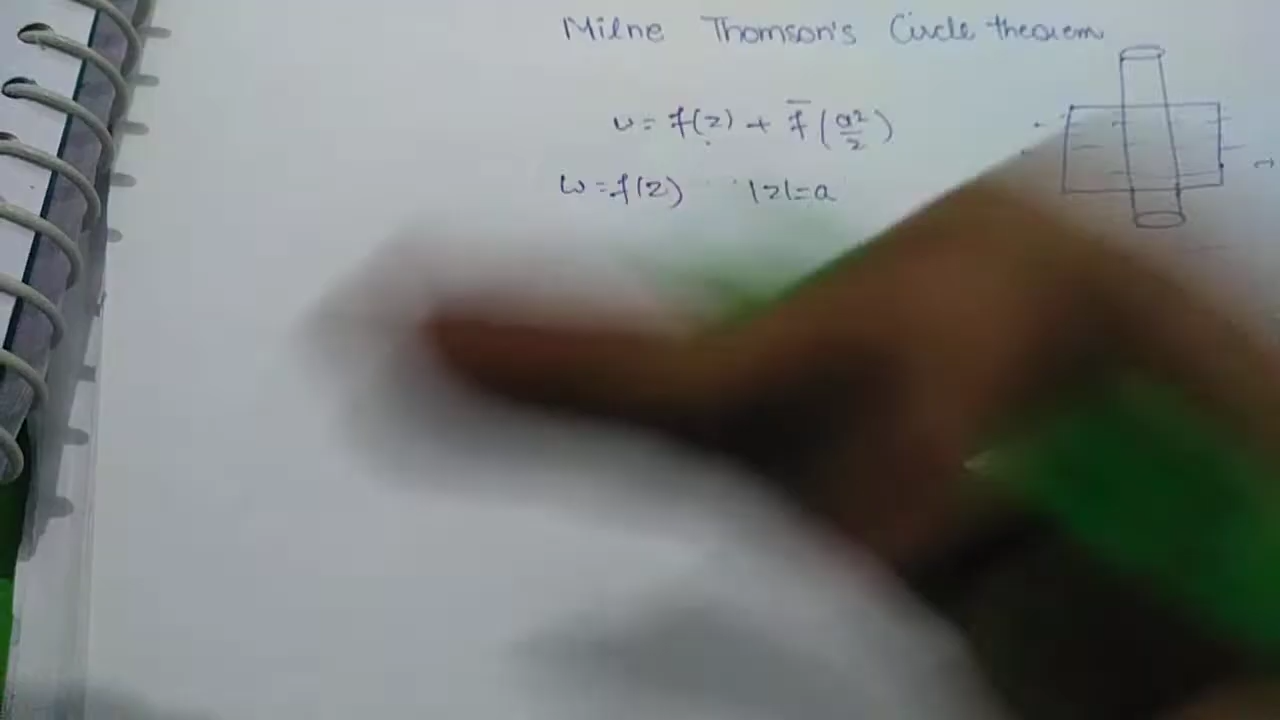 Milne Thomson's Circle theorem
w = f(z) + f̅(a²/z)
w = f(z) |z|=a